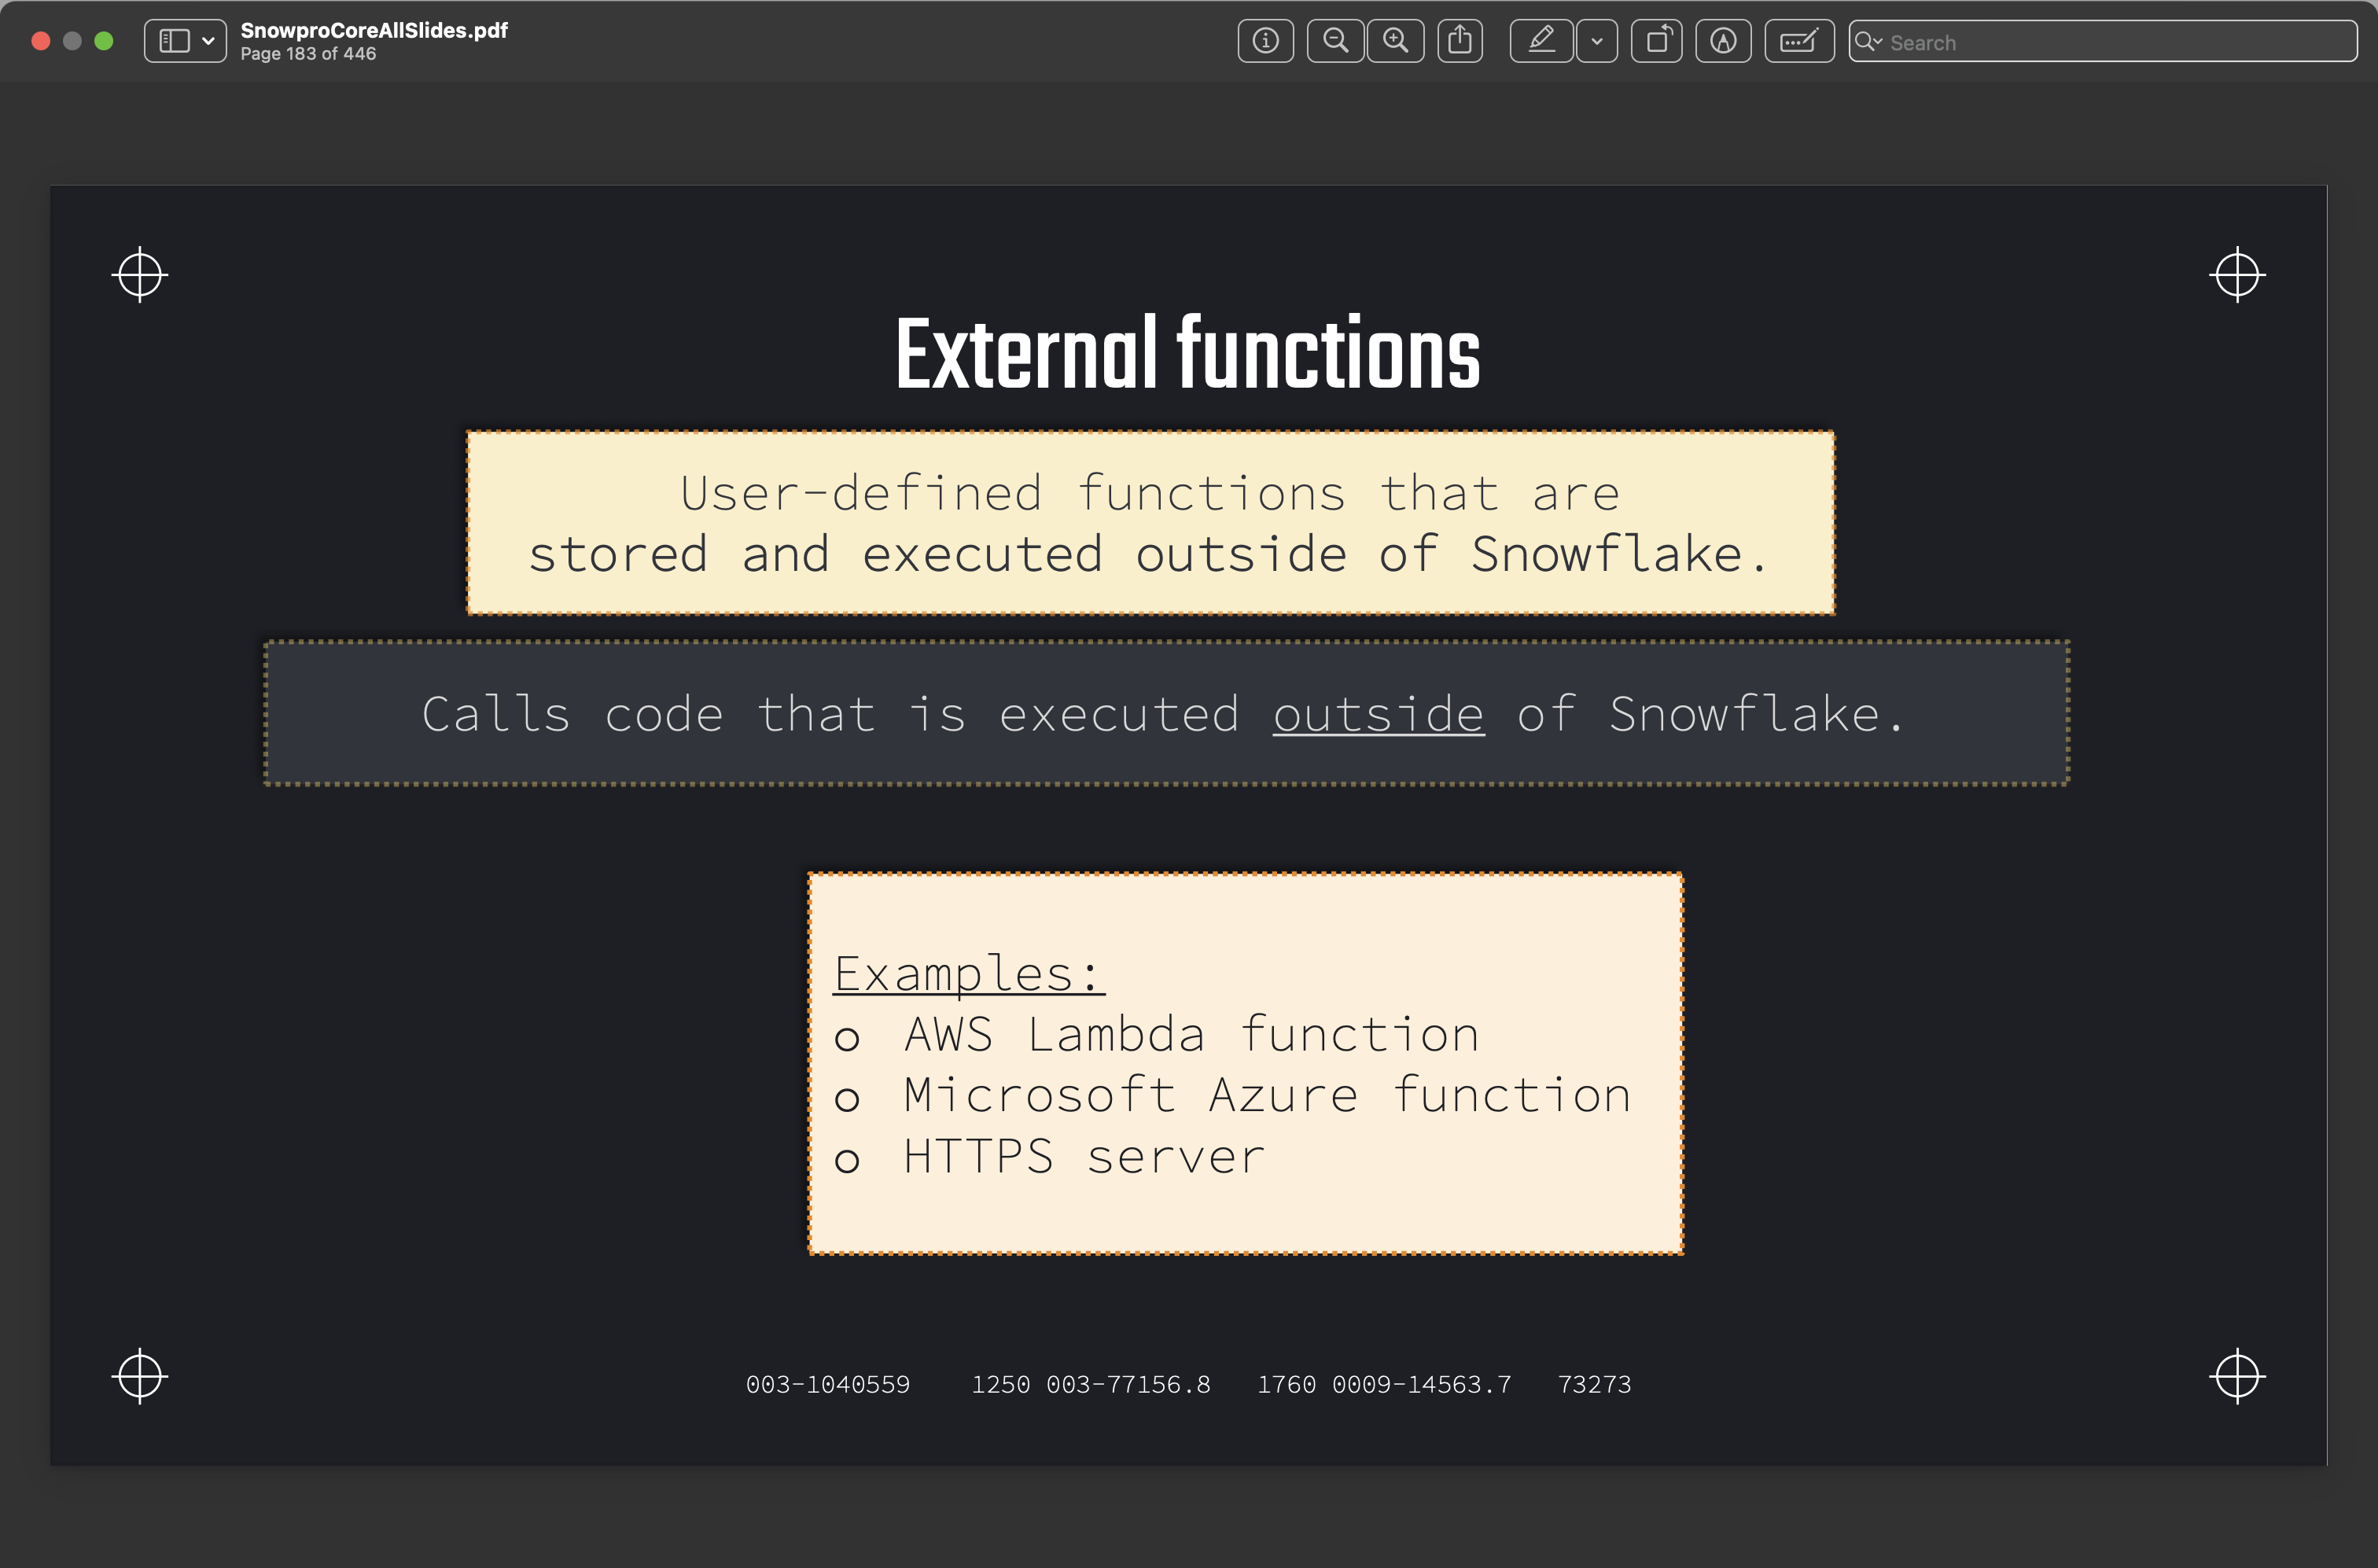 SnowproCoreAllSlides.pdf
Page 183 of 446
Search
External functions
User-defined functions that are
stored and executed outside of Snowflake.
Calls code that is executed outside of Snowflake.
Examples:
o AWS Lambda function
o Microsoft Azure function
o HTTPS server
003-1040559 1250 003-77156.8 1760 0009-14563.7 73273